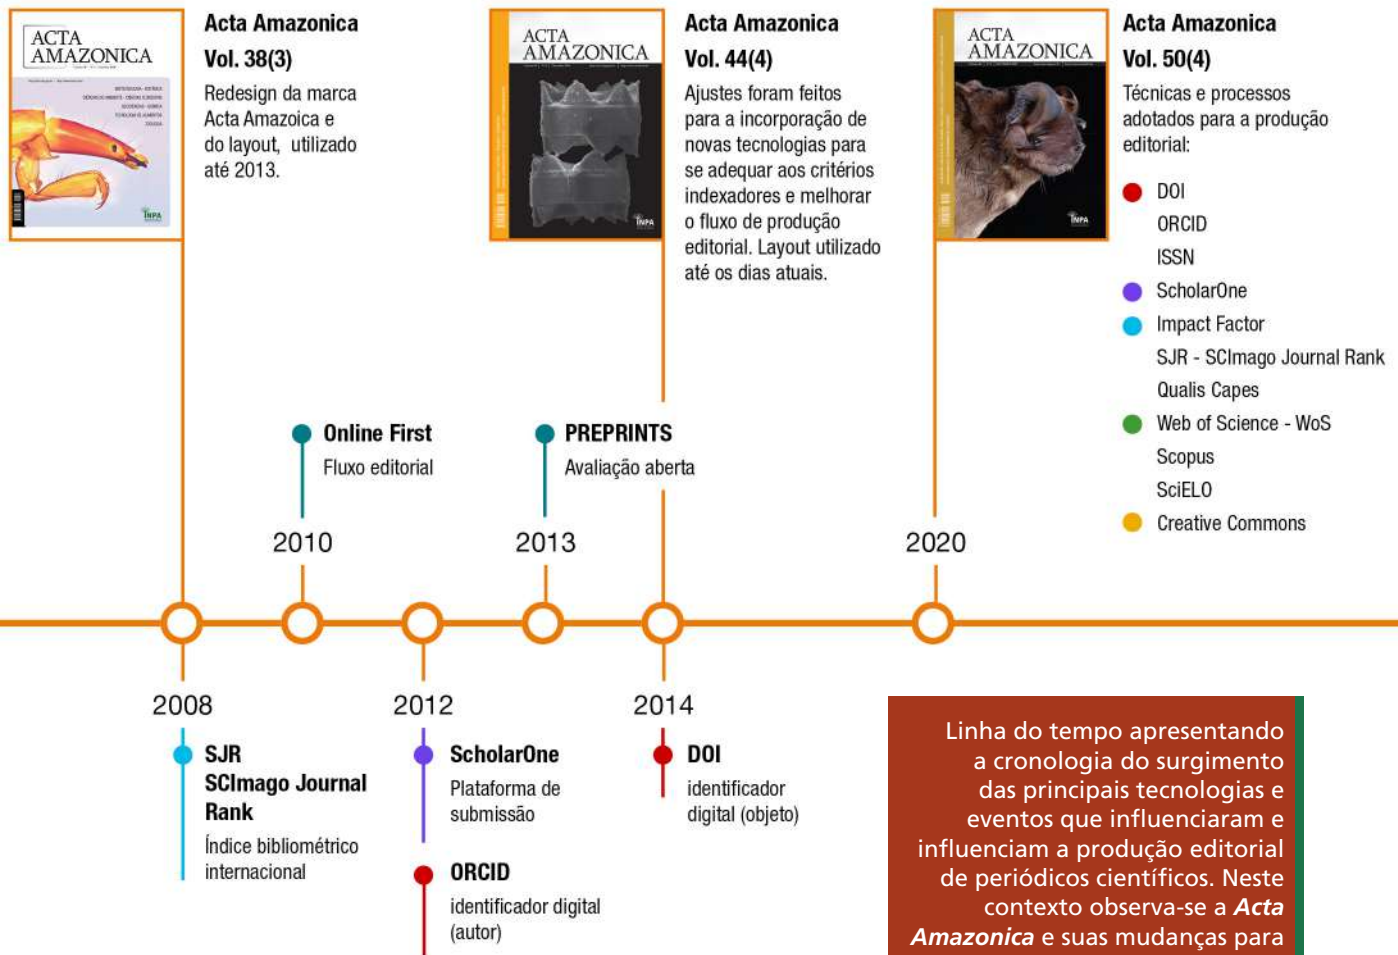 ACTA
AMAZONICA
INPA
Acta Amazonica
Vol. 38(3)
Redesign da marca
Acta Amazoica e
do layout, utilizado
até 2013.
ACTA
AMAZONICA
INPA
Acta Amazonica
Vol. 44(4)
Ajustes foram feitos
para a incorporação de
novas tecnologias para
se adequar aos critérios
indexadores e melhorar
o fluxo de produção
editorial. Layout utilizado
até os dias atuais.
ACTA
AMAZONICA
INPA
Acta Amazonica
Vol. 50(4)
Técnicas e processos
adotados para a produção
editorial:
DOI
ORCID
ISSN
ScholarOne
Impact Factor
SJR - SCImago Journal Rank
Qualis Capes
Web of Science - WoS
Scopus
SciELO
Creative Commons
Online First
Fluxo editorial
2010
PREPRINTS
Avaliação aberta
2013
2020
2008
SJR
SCImago Journal
Rank
Índice bibliométrico
internacional
2012
ScholarOne
Plataforma de
submissão
ORCID
identificador digital
(autor)
2014
DOI
identificador
digital (objeto)
Linha do tempo apresentando
a cronologia do surgimento
das principais tecnologias e
eventos que influenciaram e
influenciam a produção editorial
de periódicos científicos. Neste
contexto observa-se a Acta
Amazonica e suas mudanças para